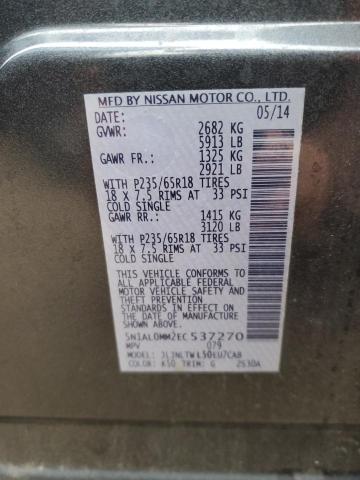 MFD BY NISSAN MOTOR CO., LTD.
DATE: 05/14
GVWR: 2682 KG
5913 LB
GAWR FR.: 1325 KG
2921 LB
WITH P235/65R18 TIRES
18 X 7.5 RIMS AT 33 PSI
COLD SINGLE
GAWR RR.: 1415 KG
3120 LB
WITH P235/65R18 TIRES
18 X 7.5 RIMS AT 33 PSI
COLD SINGLE
THIS VEHICLE CONFORMS TO
ALL APPLICABLE FEDERAL
MOTOR VEHICLE SAFETY AND
THEFT PREVENTION
STANDARDS IN EFFECT ON
THE DATE OF MANUFACTURE
SHOWN ABOVE.
5N1AL0MM2EC537270
MPV 079
MODEL:
COLOR: K50 TRIM: G 2530A